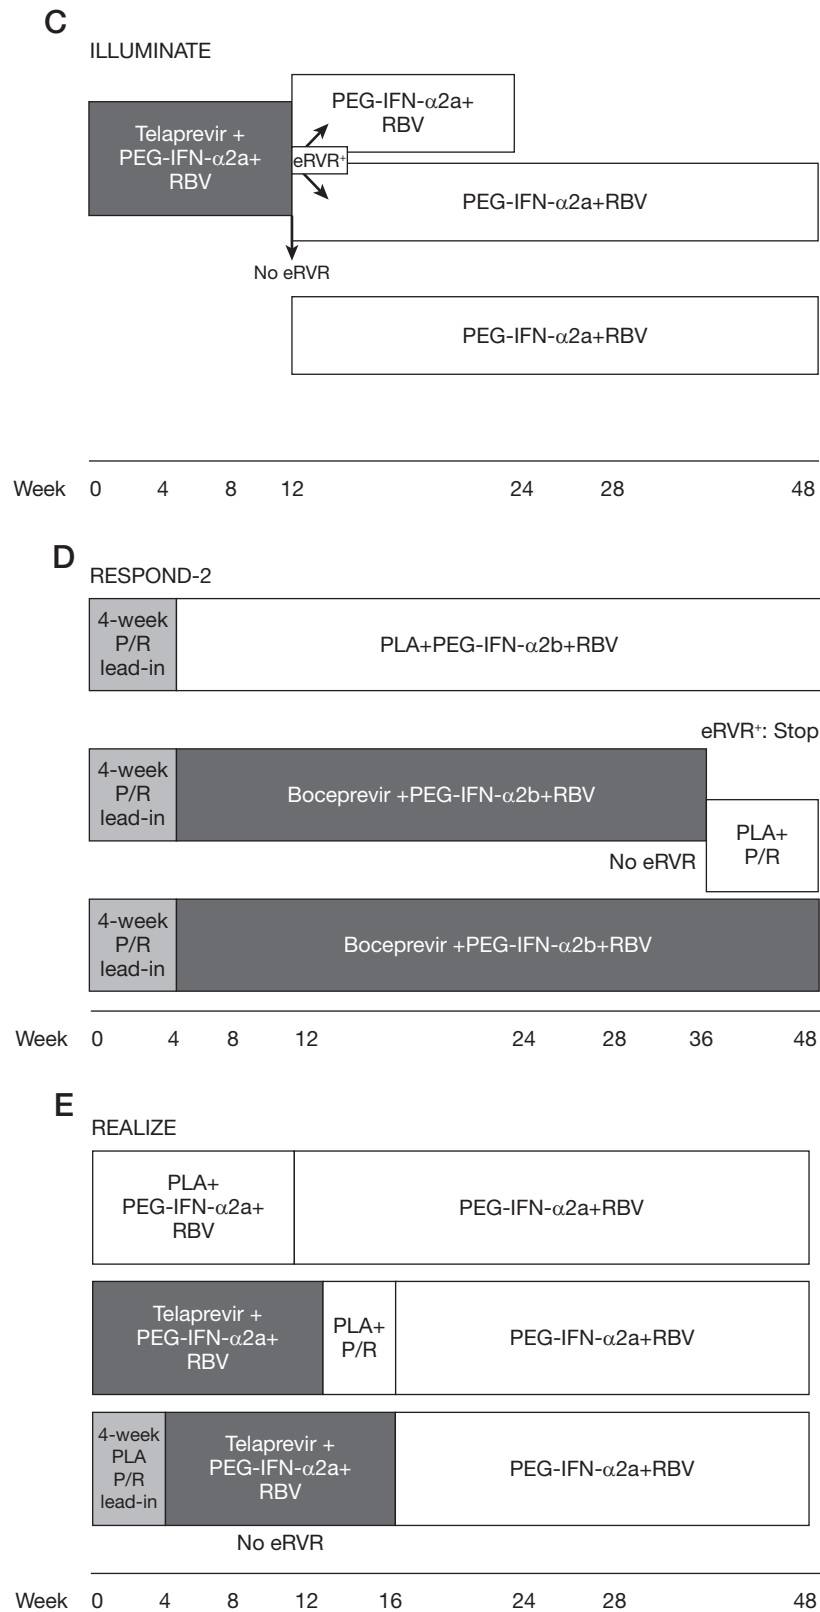 C
ILLUMINATE
PEG-IFN-α2a+
RBV
Telaprevir +
PEG-IFN-α2a+
RBV
eRVR⁺
PEG-IFN-α2a+RBV
No eRVR
PEG-IFN-α2a+RBV
Week 0 4 8 12 24 28 48
D
RESPOND-2
4-week
P/R
lead-in
PLA+PEG-IFN-α2b+RBV
eRVR⁺: Stop
4-week
P/R
lead-in
Boceprevir +PEG-IFN-α2b+RBV
PLA+
P/R
No eRVR
4-week
P/R
lead-in
Boceprevir +PEG-IFN-α2b+RBV
Week 0 4 8 12 24 28 36 48
E
REALIZE
PLA+
PEG-IFN-α2a+
RBV
PEG-IFN-α2a+RBV
Telaprevir +
PEG-IFN-α2a+
RBV
PLA+
P/R
PEG-IFN-α2a+RBV
4-week
PLA
P/R
lead-in
Telaprevir +
PEG-IFN-α2a+
RBV
PEG-IFN-α2a+RBV
No eRVR
Week 0 4 8 12 16 24 28 48